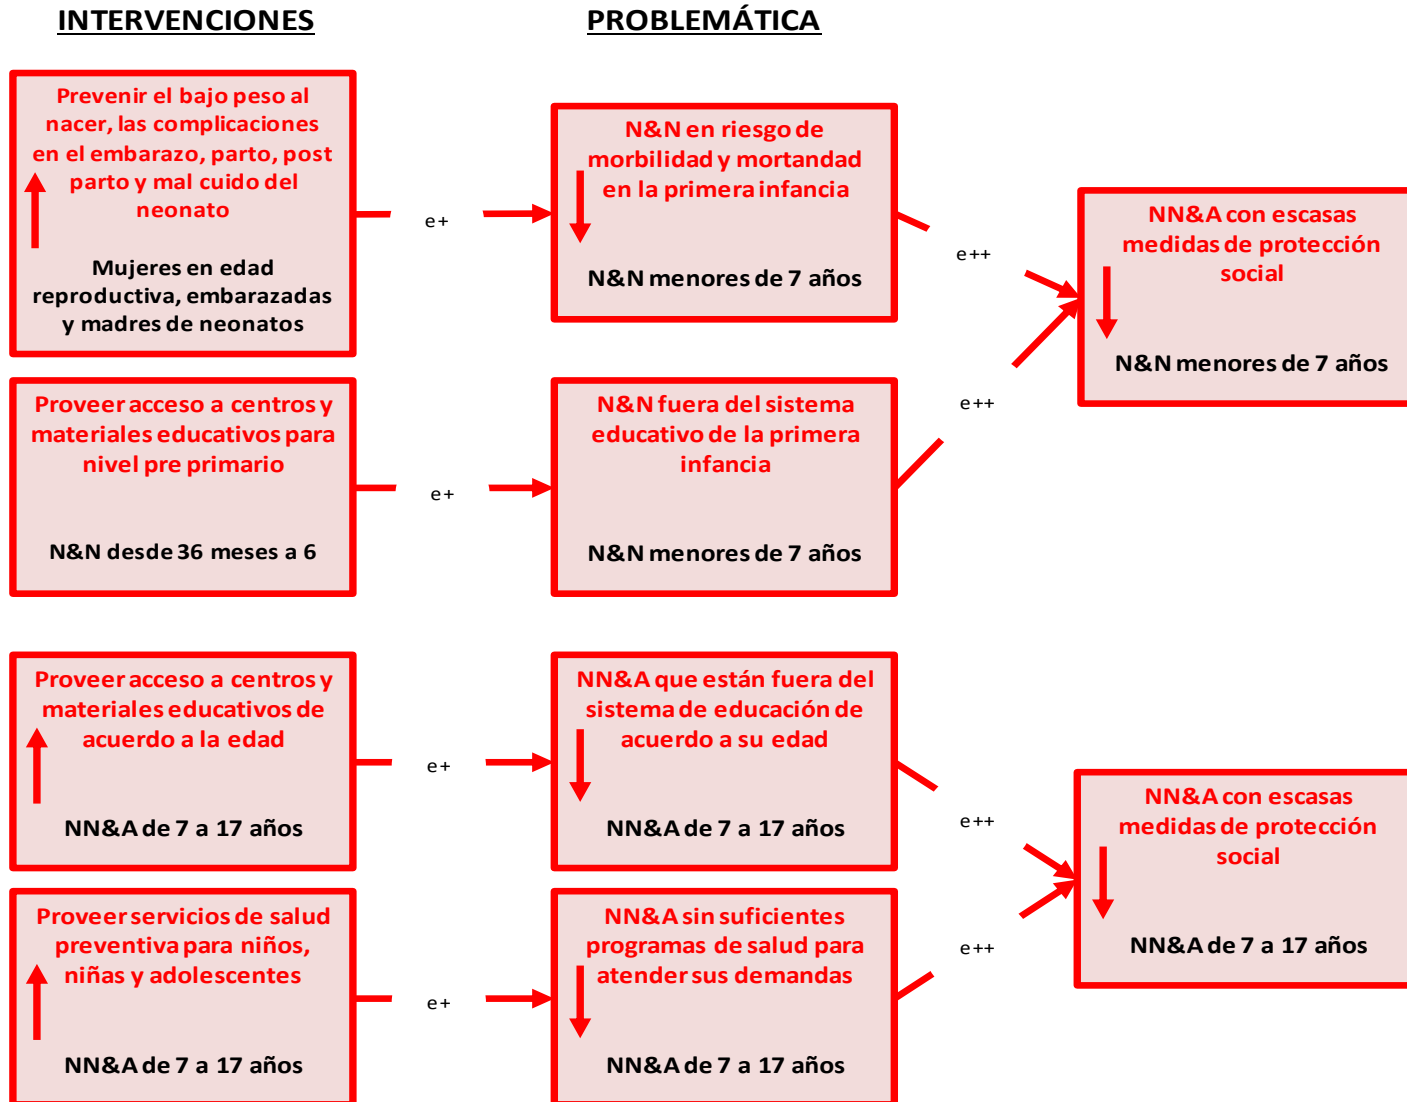 INTERVENCIONES
PROBLEMÁTICA
Prevenir el bajo peso al
nacer, las complicaciones
en el embarazo, parto, post
parto y mal cuido del
neonato
Mujeres en edad
reproductiva, embarazadas
y madres de neonatos
e+
N&N en riesgo de
morbilidad y mortandad
en la primera infancia
N&N menores de 7 años
e++
NN&A con escasas
medidas de protección
social
N&N menores de 7 años
Proveer acceso a centros y
materiales educativos para
nivel pre primario
N&N desde 36 meses a 6
e+
N&N fuera del sistema
educativo de la primera
infancia
N&N menores de 7 años
e++
Proveer acceso a centros y
materiales educativos de
acuerdo a la edad
NN&A de 7 a 17 años
e+
NN&A que están fuera del
sistema de educación de
acuerdo a su edad
NN&A de 7 a 17 años
e++
NN&A con escasas
medidas de protección
social
NN&A de 7 a 17 años
Proveer servicios de salud
preventiva para niños,
niñas y adolescentes
NN&A de 7 a 17 años
e+
NN&A sin suficientes
programas de salud para
atender sus demandas
NN&A de 7 a 17 años
e++